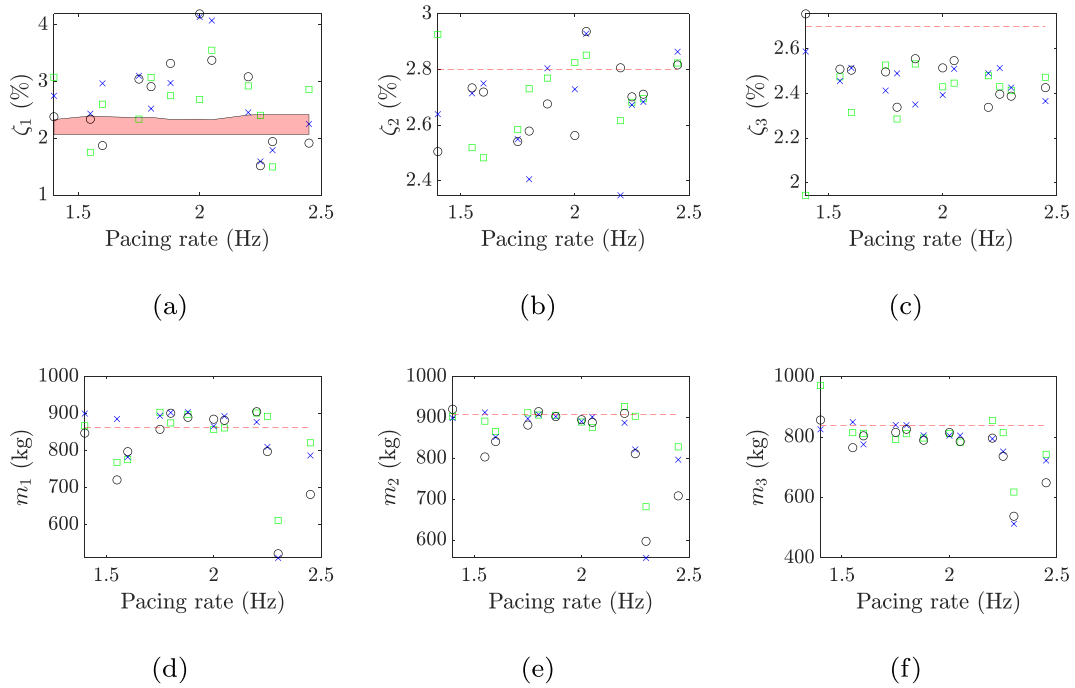 4
3
2
1
ζ1 (%)
1.5 2 2.5
Pacing rate (Hz)
(a)
3
2.8
2.6
2.4
ζ2 (%)
1.5 2 2.5
Pacing rate (Hz)
(b)
2.6
2.4
2.2
2
ζ3 (%)
1.5 2 2.5
Pacing rate (Hz)
(c)
1000
900
800
700
600
m1 (kg)
1.5 2 2.5
Pacing rate (Hz)
(d)
1000
900
800
700
600
m2 (kg)
1.5 2 2.5
Pacing rate (Hz)
(e)
1000
800
600
400
m3 (kg)
1.5 2 2.5
Pacing rate (Hz)
(f)